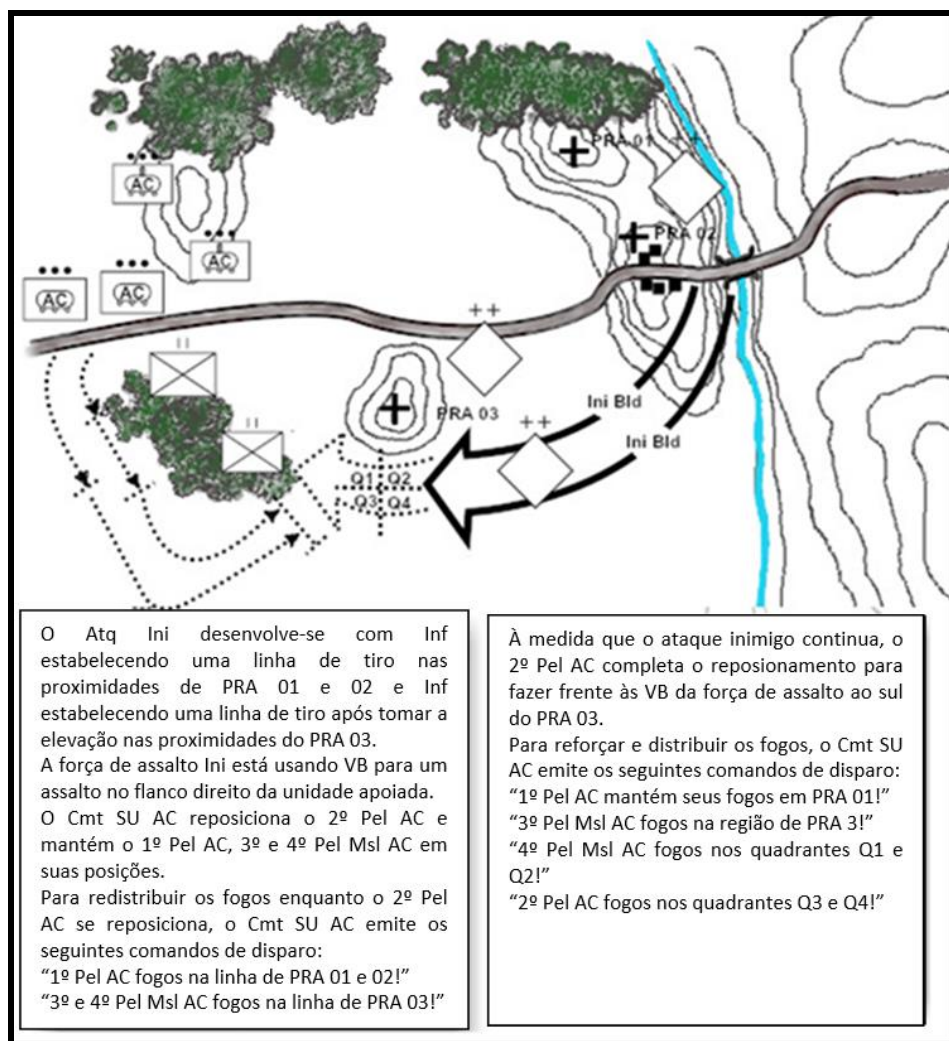 PRA 01
++
AC
AC
PRA 02
AC
AC
++
II
Ini Bld
PRA 03
++
Ini Bld
II
Q1 Q2
Q3 Q4
O Atq Ini desenvolve-se com Inf
estabelecendo uma linha de tiro nas
proximidades de PRA 01 e 02 e Inf
estabelecendo uma linha de tiro após tomar a
elevação nas proximidades do PRA 03.
A força de assalto Ini está usando VB para um
assalto no flanco direito da unidade apoiada.
O Cmt SU AC reposiciona o 2º Pel AC e
mantém o 1º Pel AC, 3º e 4º Pel Msl AC em
suas posições.
Para redistribuir os fogos enquanto o 2º Pel
AC se reposiciona, o Cmt SU AC emite os
seguintes comandos de disparo:
“1º Pel AC fogos na linha de PRA 01 e 02!”
“3º e 4º Pel Msl AC fogos na linha de PRA 03!”
À medida que o ataque inimigo continua, o
2º Pel AC completa o reposionamento para
fazer frente às VB da força de assalto ao sul
do PRA 03.
Para reforçar e distribuir os fogos, o Cmt SU
AC emite os seguintes comandos de disparo:
“1º Pel AC mantém seus fogos em PRA 01!”
“3º Pel Msl AC fogos na região de PRA 3!”
“4º Pel Msl AC fogos nos quadrantes Q1 e
Q2!”
“2º Pel AC fogos nos quadrantes Q3 e Q4!”